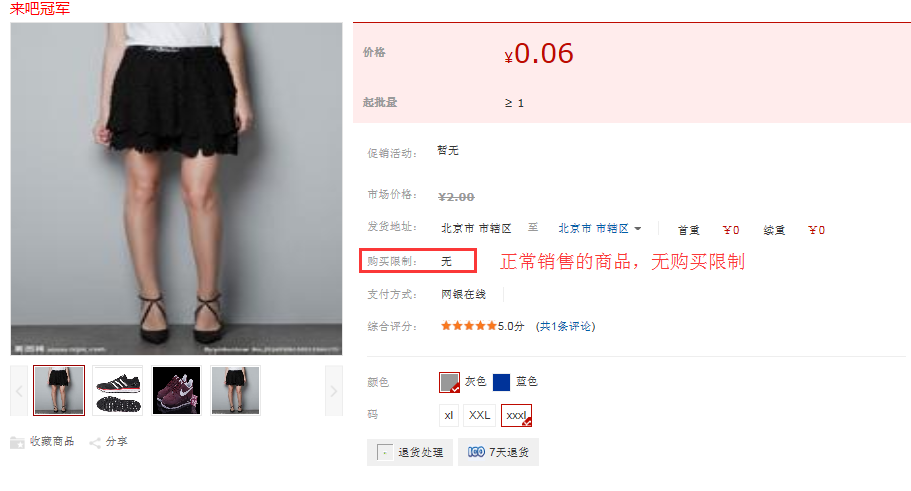 来吧冠军
价格 ¥0.06
起批量 ≥ 1
促销活动： 暂无
市场价格： ¥2.00
发货地址： 北京市 市辖区 至 北京市 市辖区 首重 ¥0 续重 ¥0
购买限制： 无 正常销售的商品，无购买限制
支付方式： 网银在线
综合评分： 5.0分 (共1条评论)
颜色 灰色 蓝色
码 xl XXL xxxl
收藏商品 分享
退货处理 7天退货